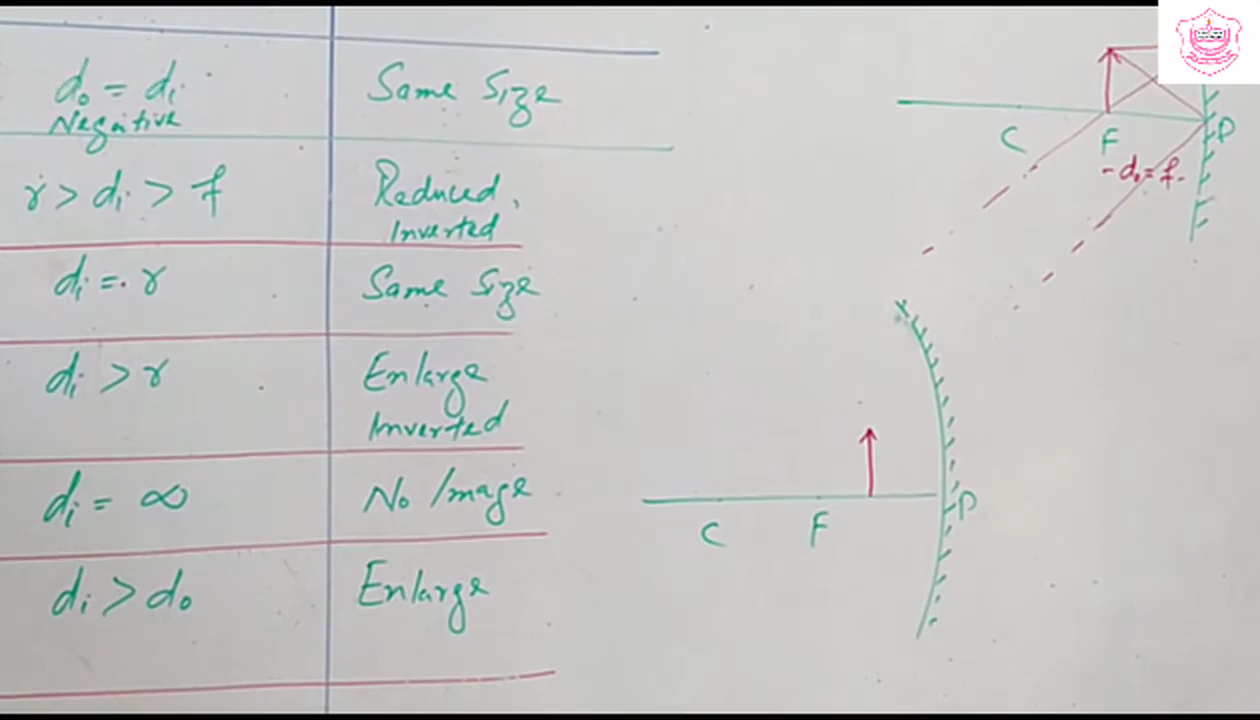 d₀ = dᵢ
Negative
Same Size
r > dᵢ > f
Reduced,
Inverted
dᵢ = r
Same Size
dᵢ > r
Enlarge
Inverted
dᵢ = ∞
No Image
dᵢ > d₀
Enlarge
C F P
-d₀ = f-
C F P